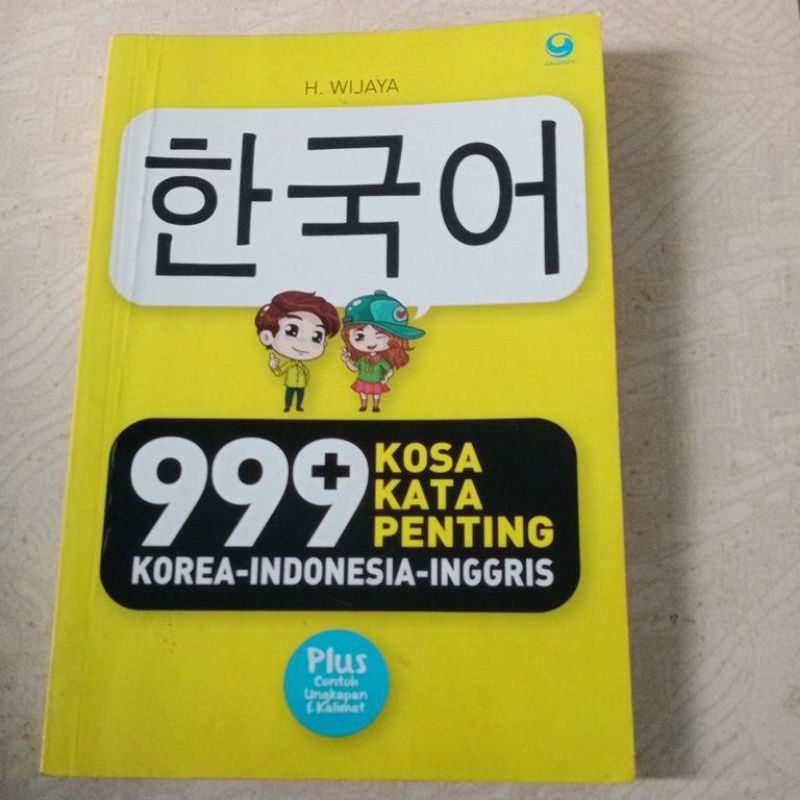 H. WIJAYA
한국어
999+
KOSA
KATA
PENTING
KOREA-INDONESIA-INGGRIS
Plus
Contoh
Ungkapan
& Kalimat